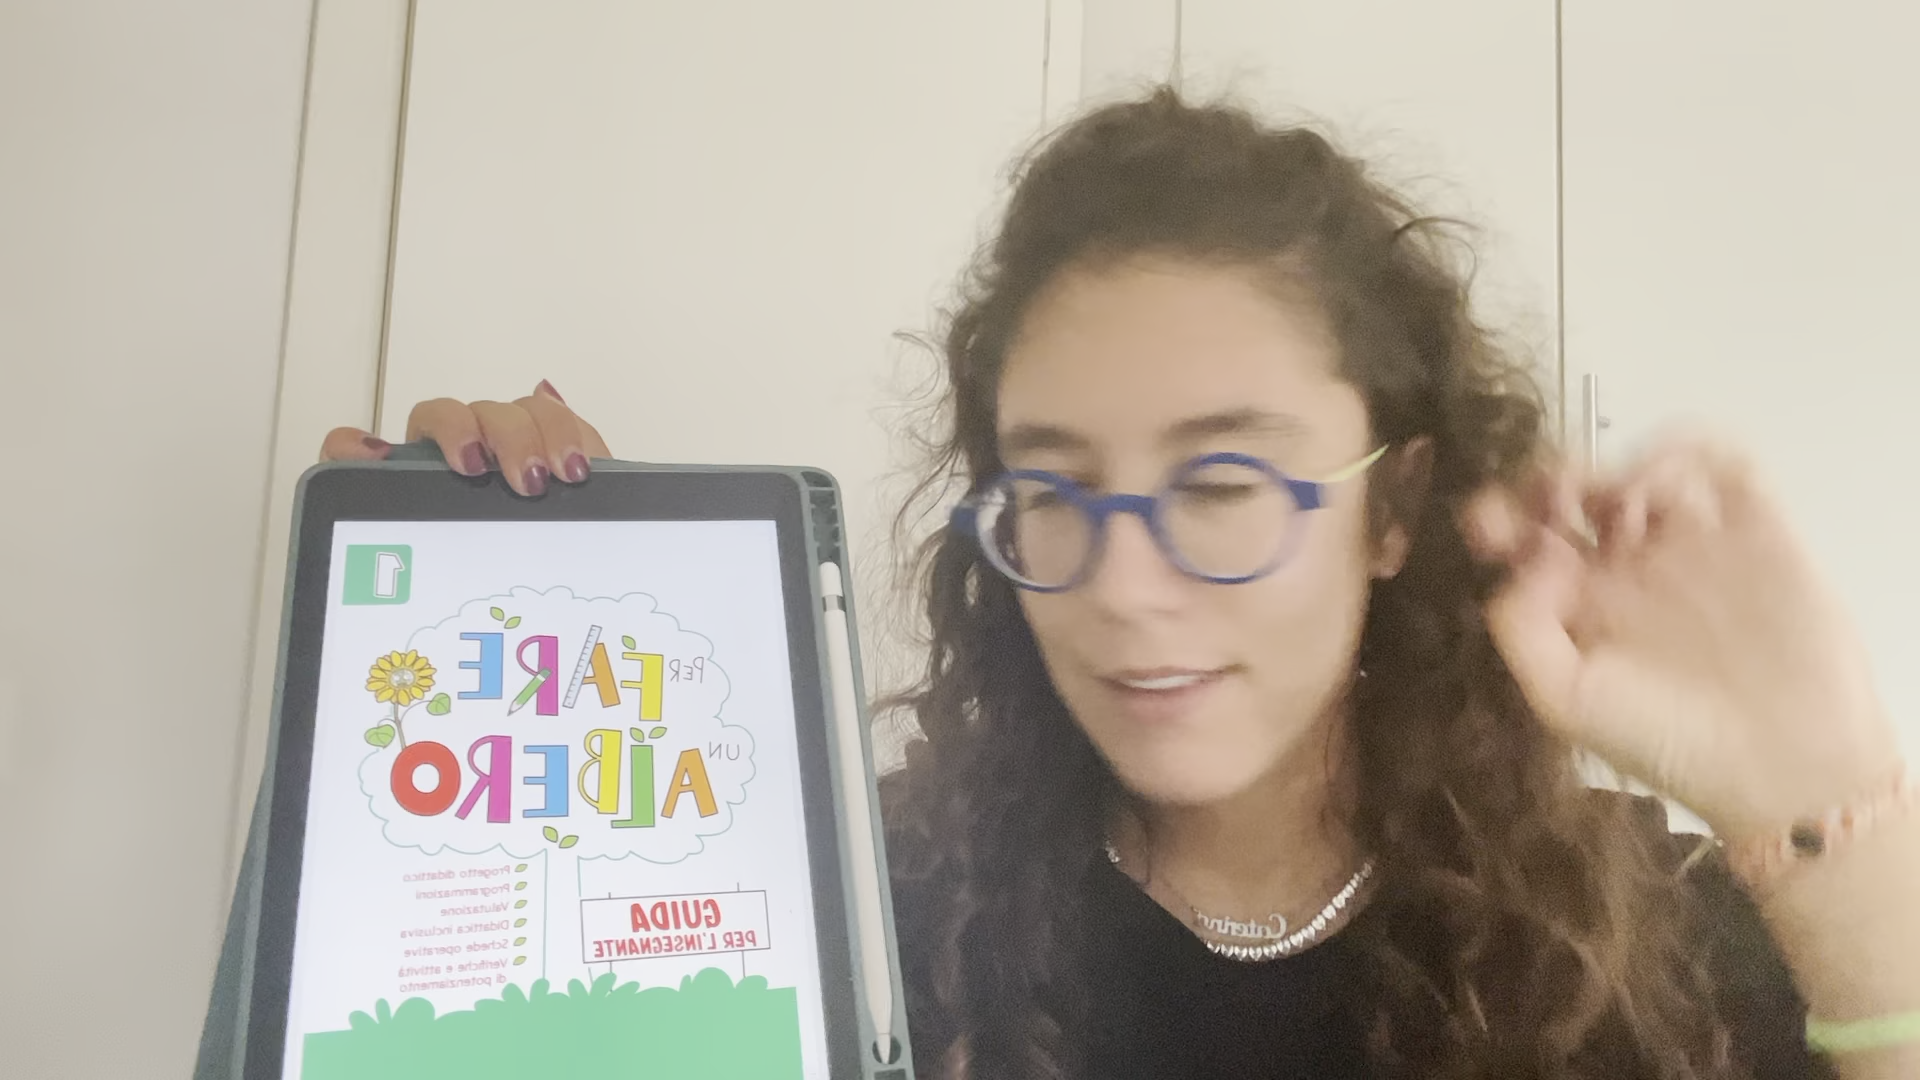 1
PER FARE
UN ALBERO
Progetto didattico
Programmazioni
Valutazione
Didattica inclusiva
Schede operative
Verifiche e attività
di potenziamento
GUIDA
PER L'INSEGNANTE
Caterina